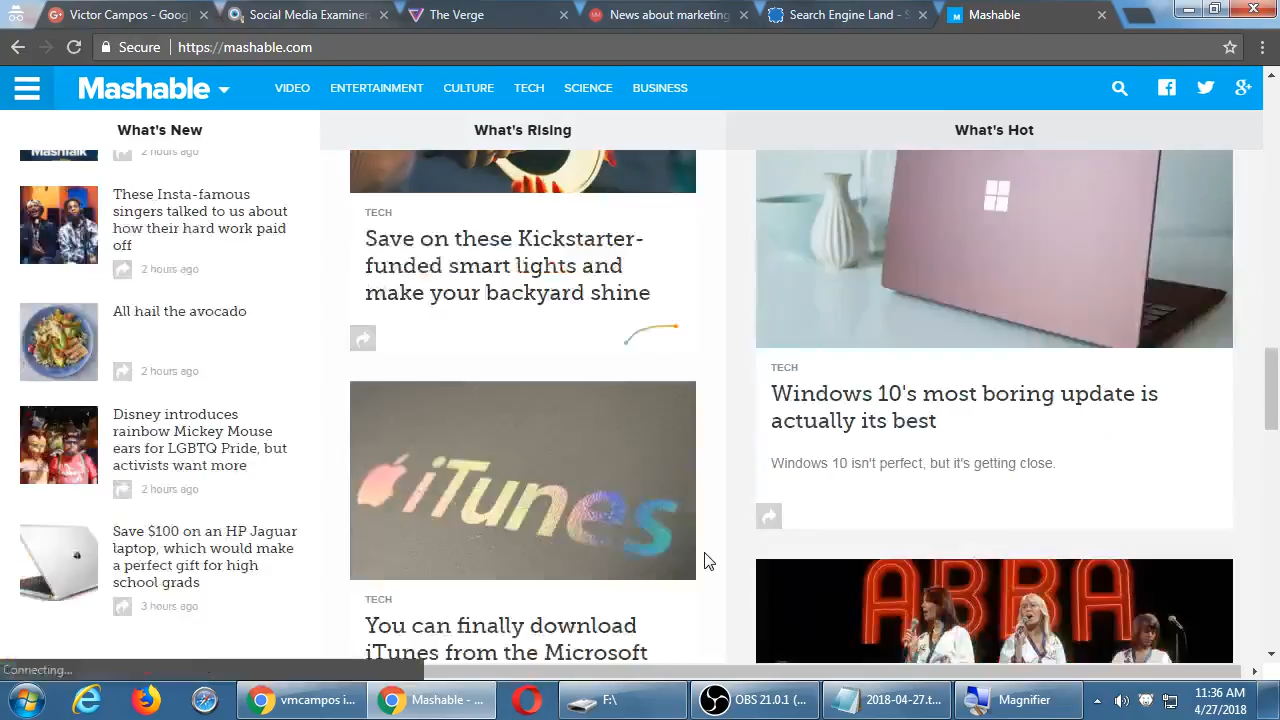 Victor Campos - Goog
Social Media Examiner
The Verge
News about marketing
Search Engine Land - S
Mashable
Secure
https://mashable.com
Mashable
VIDEO
ENTERTAINMENT
CULTURE
TECH
SCIENCE
BUSINESS
What's New
What's Rising
What's Hot
MashTalk
2 hours ago
These Insta-famous
singers talked to us about
how their hard work paid
off
2 hours ago
All hail the avocado
2 hours ago
Disney introduces
rainbow Mickey Mouse
ears for LGBTQ Pride, but
activists want more
2 hours ago
Save $100 on an HP Jaguar
laptop, which would make
a perfect gift for high
school grads
3 hours ago
TECH
Save on these Kickstarter-
funded smart lights and
make your backyard shine
iTunes
TECH
You can finally download
iTunes from the Microsoft
TECH
Windows 10's most boring update is
actually its best
Windows 10 isn't perfect, but it's getting close.
ABBA
Connecting...
vmcampos i...
Mashable - ...
F:\
OBS 21.0.1 (...
2018-04-27.t...
Magnifier
11:36 AM
4/27/2018